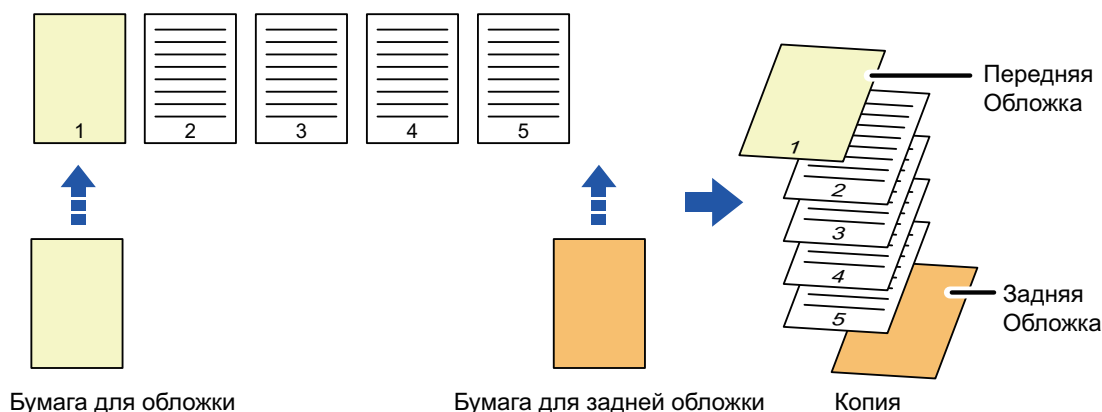 1
2
3
4
5
Передняя
Обложка
1
2
3
4
5
Задняя
Обложка
Бумага для обложки
Бумага для задней обложки
Копия